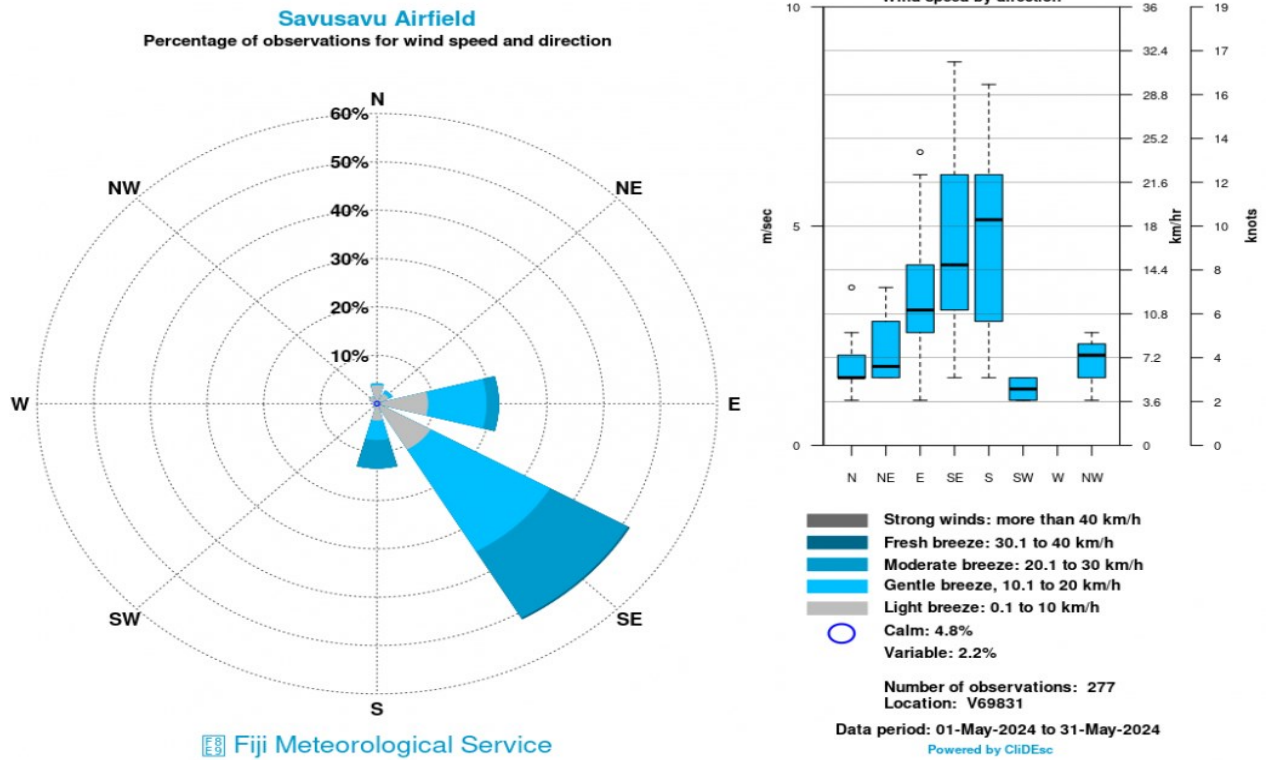 Savusavu Airfield
Percentage of observations for wind speed and direction
N
60%
50%
40%
30%
20%
10%
NW
NE
W
E
SW
SE
S
Fiji Meteorological Service
Wind speed by direction
10
5
0
m/sec
36
32.4
28.8
25.2
21.6
18
14.4
10.8
7.2
3.6
0
km/hr
19
17
16
14
12
10
8
6
4
2
0
knots
N NE E SE S SW W NW
Strong winds: more than 40 km/h
Fresh breeze: 30.1 to 40 km/h
Moderate breeze: 20.1 to 30 km/h
Gentle breeze, 10.1 to 20 km/h
Light breeze: 0.1 to 10 km/h
Calm: 4.8%
Variable: 2.2%
Number of observations: 277
Location: V69831
Data period: 01-May-2024 to 31-May-2024
Powered by CliDEsc